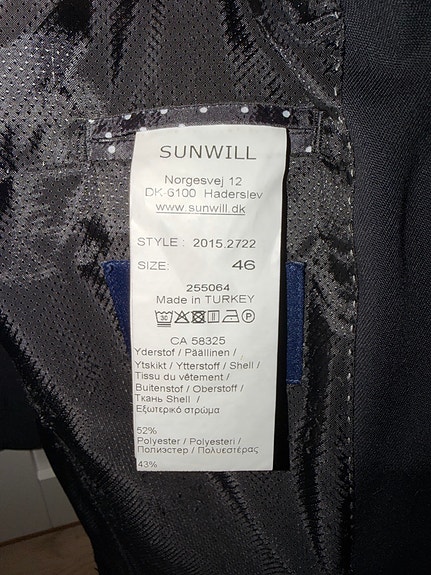 SUNWILL
Norgesvej 12
DK-6100 Haderslev
www.sunwill.dk
STYLE : 2015.2722
SIZE: 46
255064
Made in TURKEY
30 P
CA 58325
Yderstof / Päällinen /
Ytskikt / Ytterstoff / Shell /
Tissu du vêtement /
Buitenstof / Oberstoff /
Ткань Shell /
Εξωτερικό στρώμα
52%
Polyester / Polyesteri /
Полиэстер / Πολυεστέρας
43%